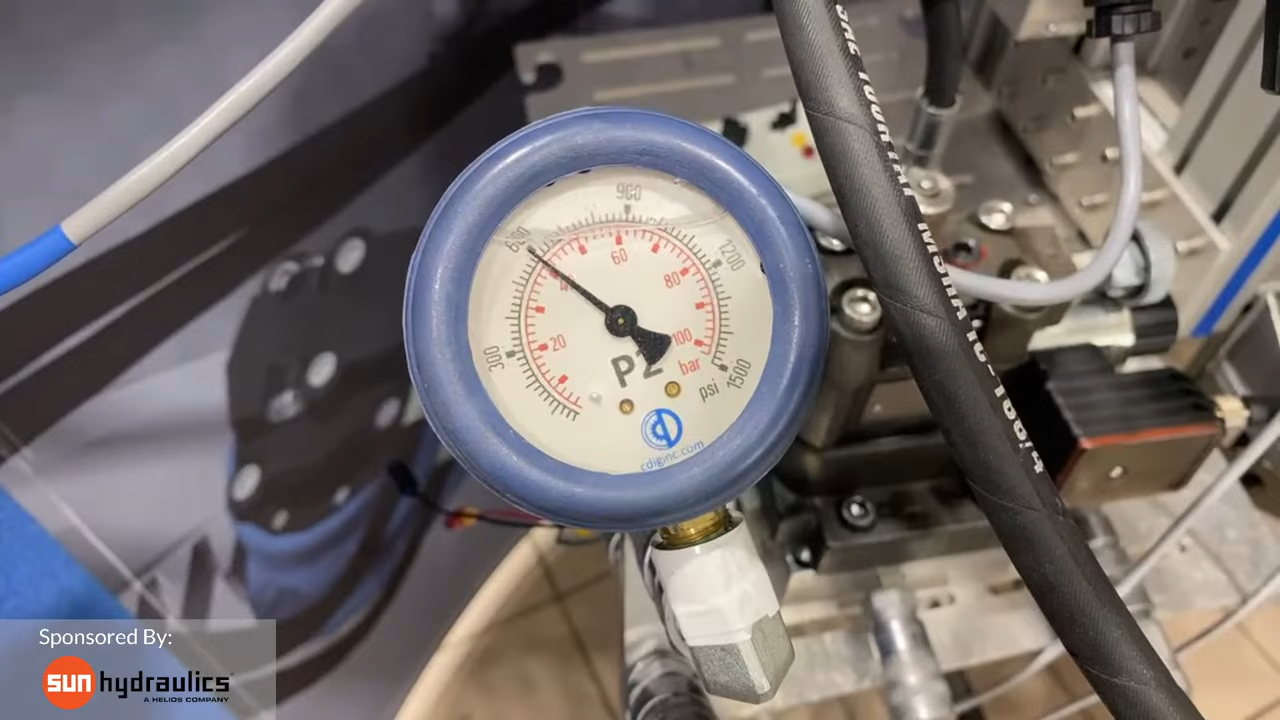 900
600
1200
60
80
40
300
20
100
P2
bar
psi
1500
cdiginc.com
Sponsored By:
sun hydraulics
A HELIOS COMPANY